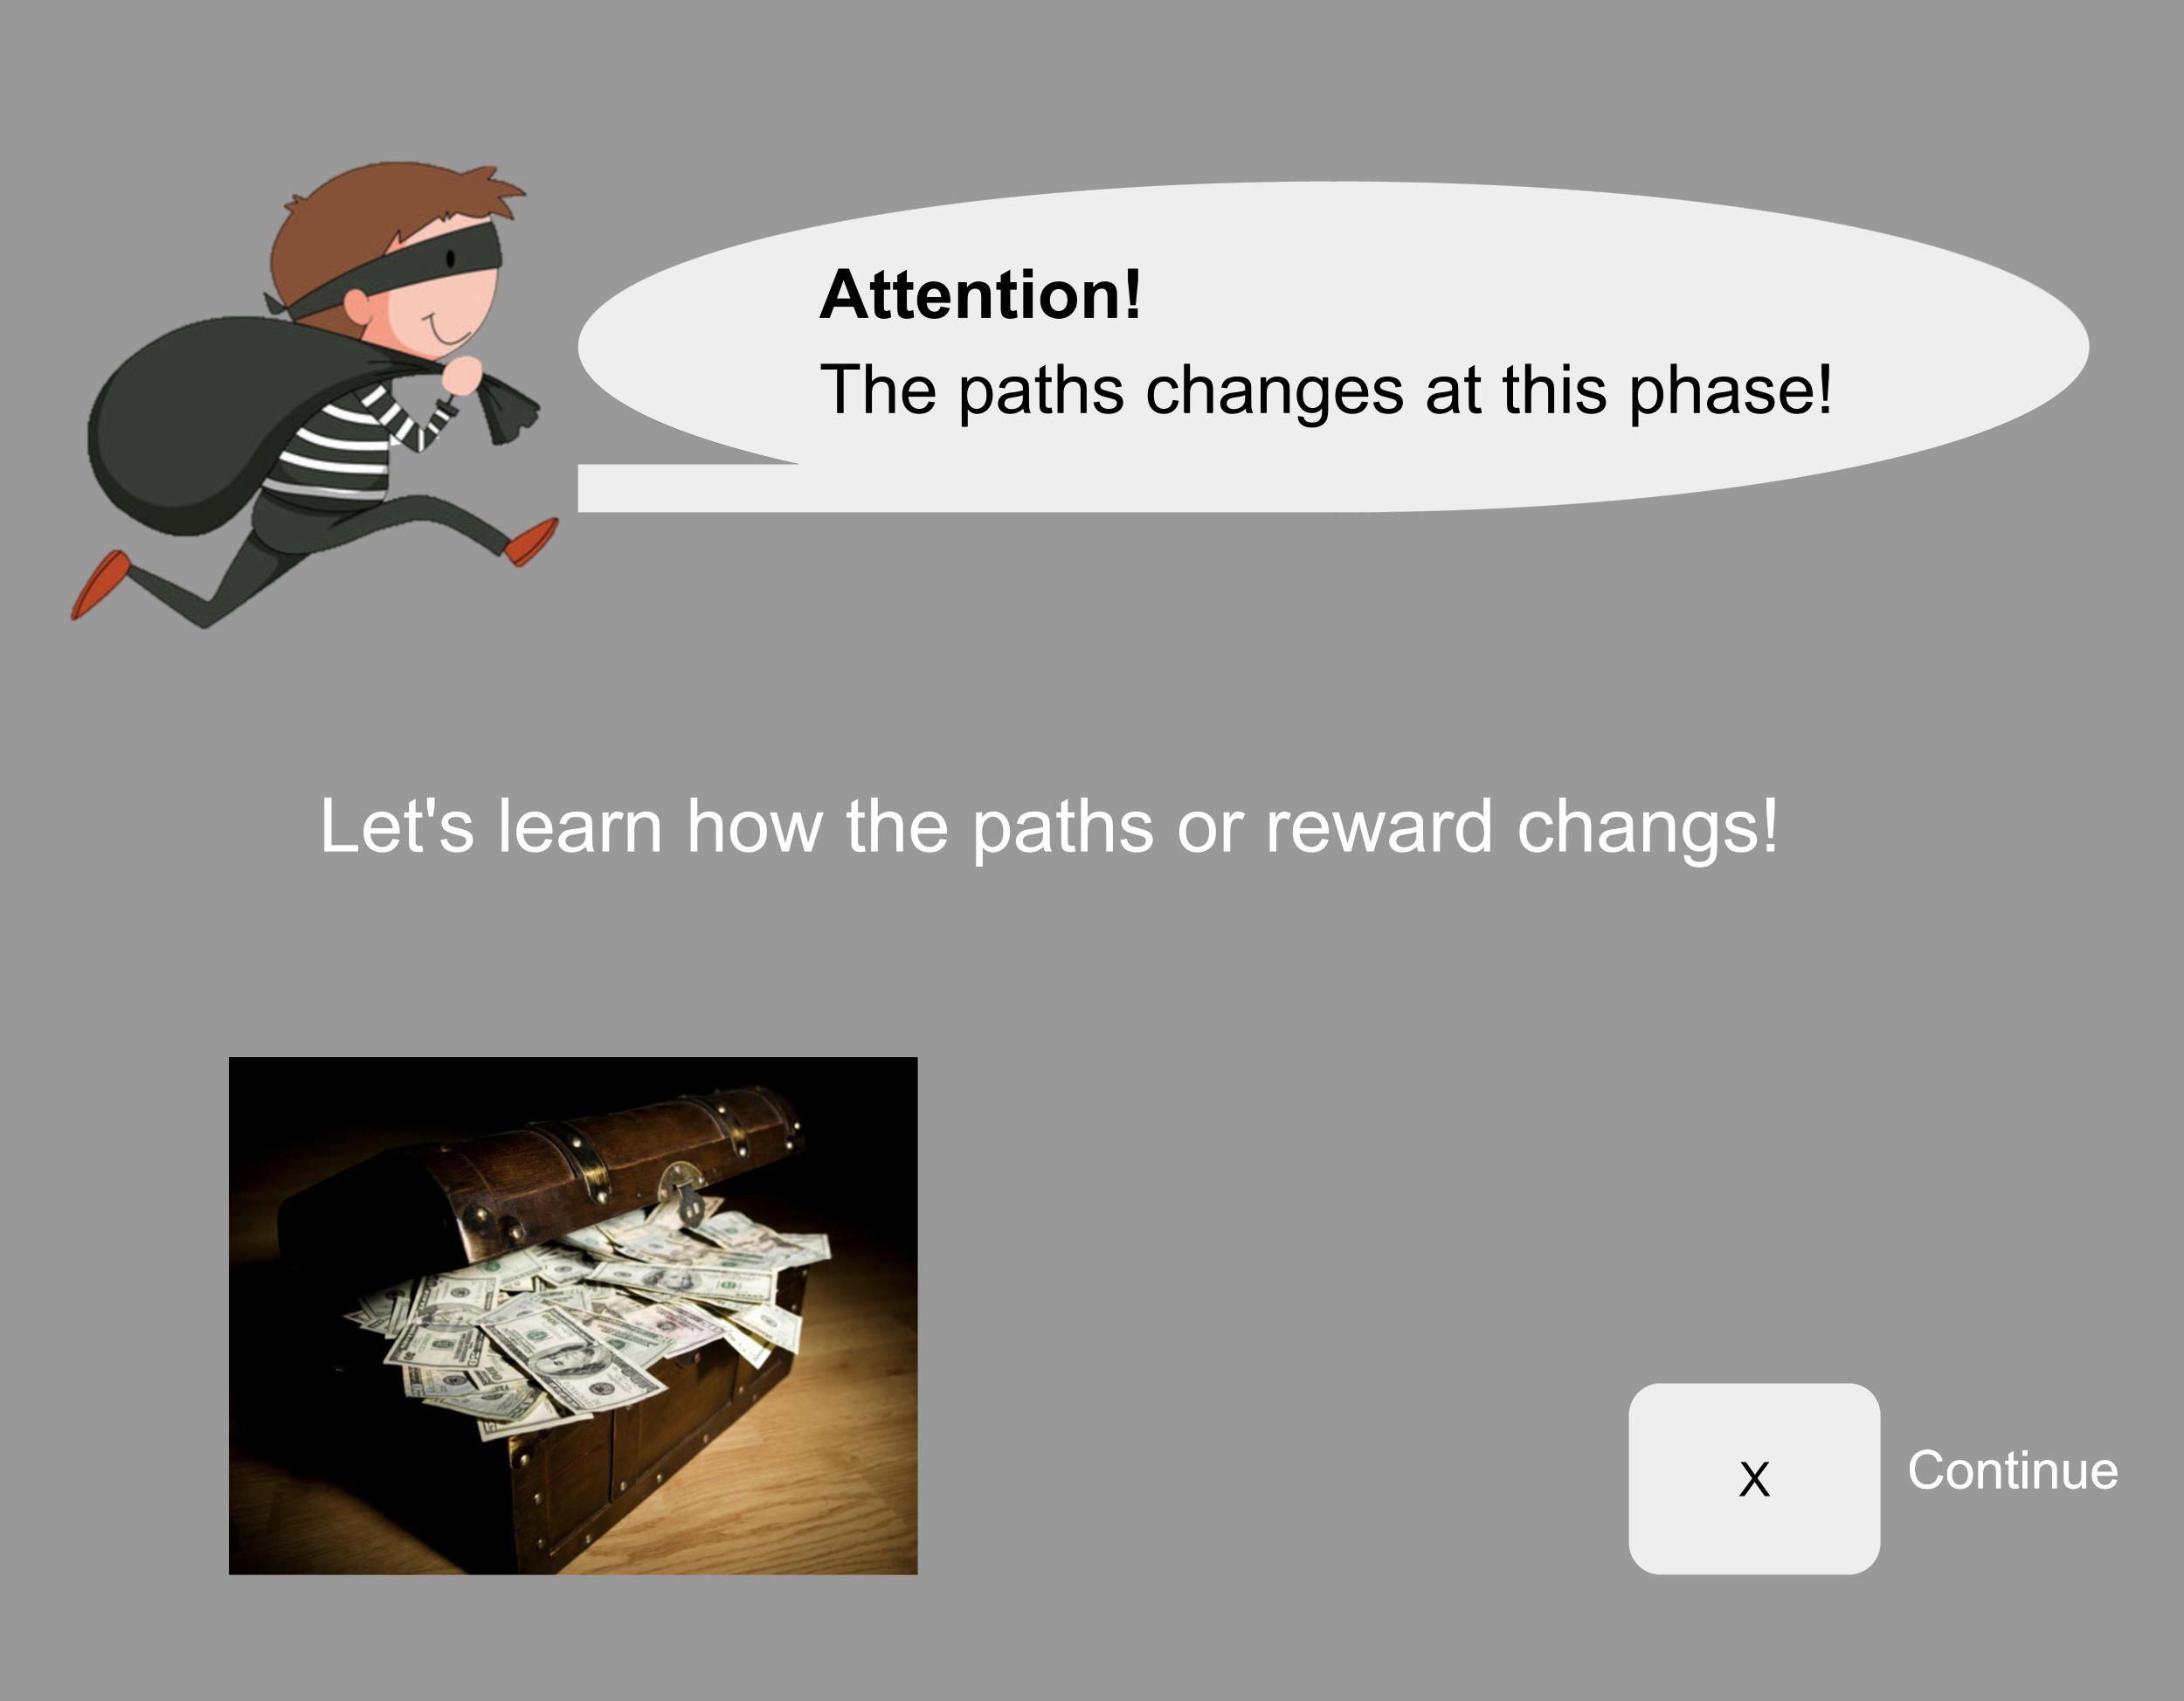 Attention!
The paths changes at this phase!
Let's learn how the paths or reward changs!
X
Continue